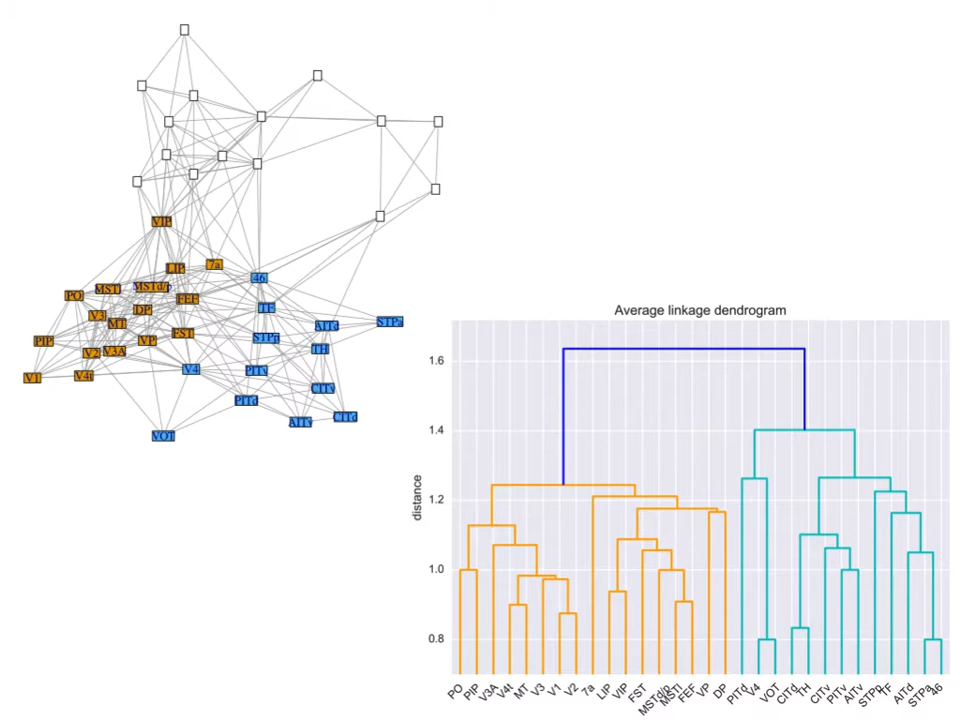 VIP
LIP
7a
46
PO
MSTl
MSTd/p
FEF
TF
V3
DP
MT
AITd
STPa
PIP
VP
FST
STPp
V2
V3A
TH
V1
V4t
V4
PITv
CITv
PITd
AITv
CITd
VOT
Average linkage dendrogram
distance
1.6
1.4
1.2
1.0
0.8
PO PIP V3A V4t MT V3 V1 V2 7a LIP VIP FST MSTd/p MSTl FEF VP DP PITd V4 VOT CITd TH CITv PITv AITv STPp TF AITd STPa 46